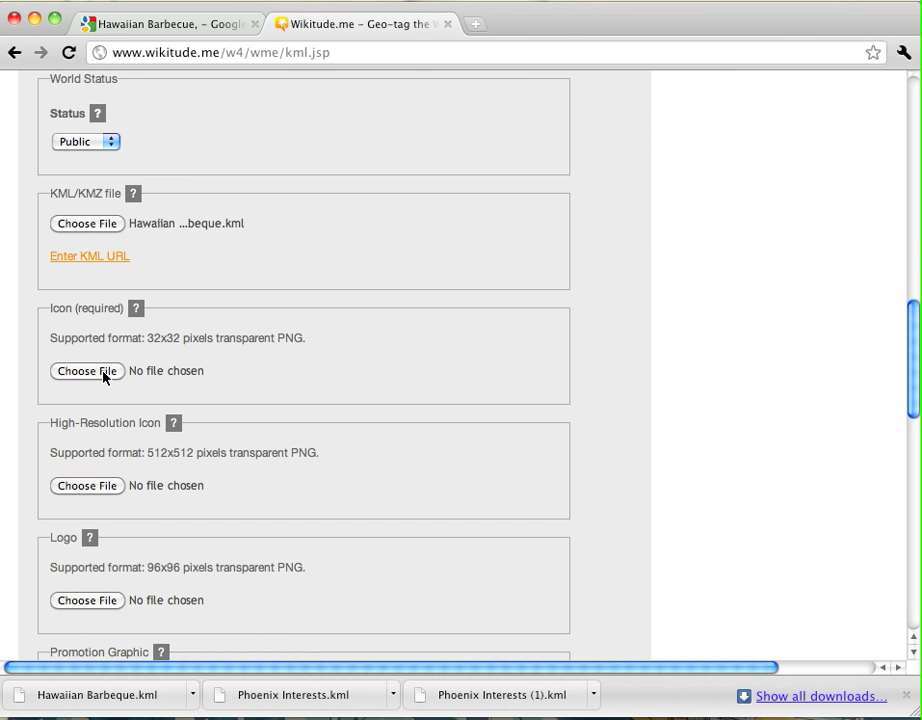 Hawaiian Barbecue, – Google
Wikitude.me – Geo-tag the W
www.wikitude.me/w4/wme/kml.jsp
World Status
Status ?
Public
KML/KMZ file ?
Choose File Hawaiian ...beque.kml
Enter KML URL
Icon (required) ?
Supported format: 32x32 pixels transparent PNG.
Choose File No file chosen
High-Resolution Icon ?
Supported format: 512x512 pixels transparent PNG.
Choose File No file chosen
Logo ?
Supported format: 96x96 pixels transparent PNG.
Choose File No file chosen
Promotion Graphic ?
Hawaiian Barbeque.kml
Phoenix Interests.kml
Phoenix Interests (1).kml
Show all downloads...